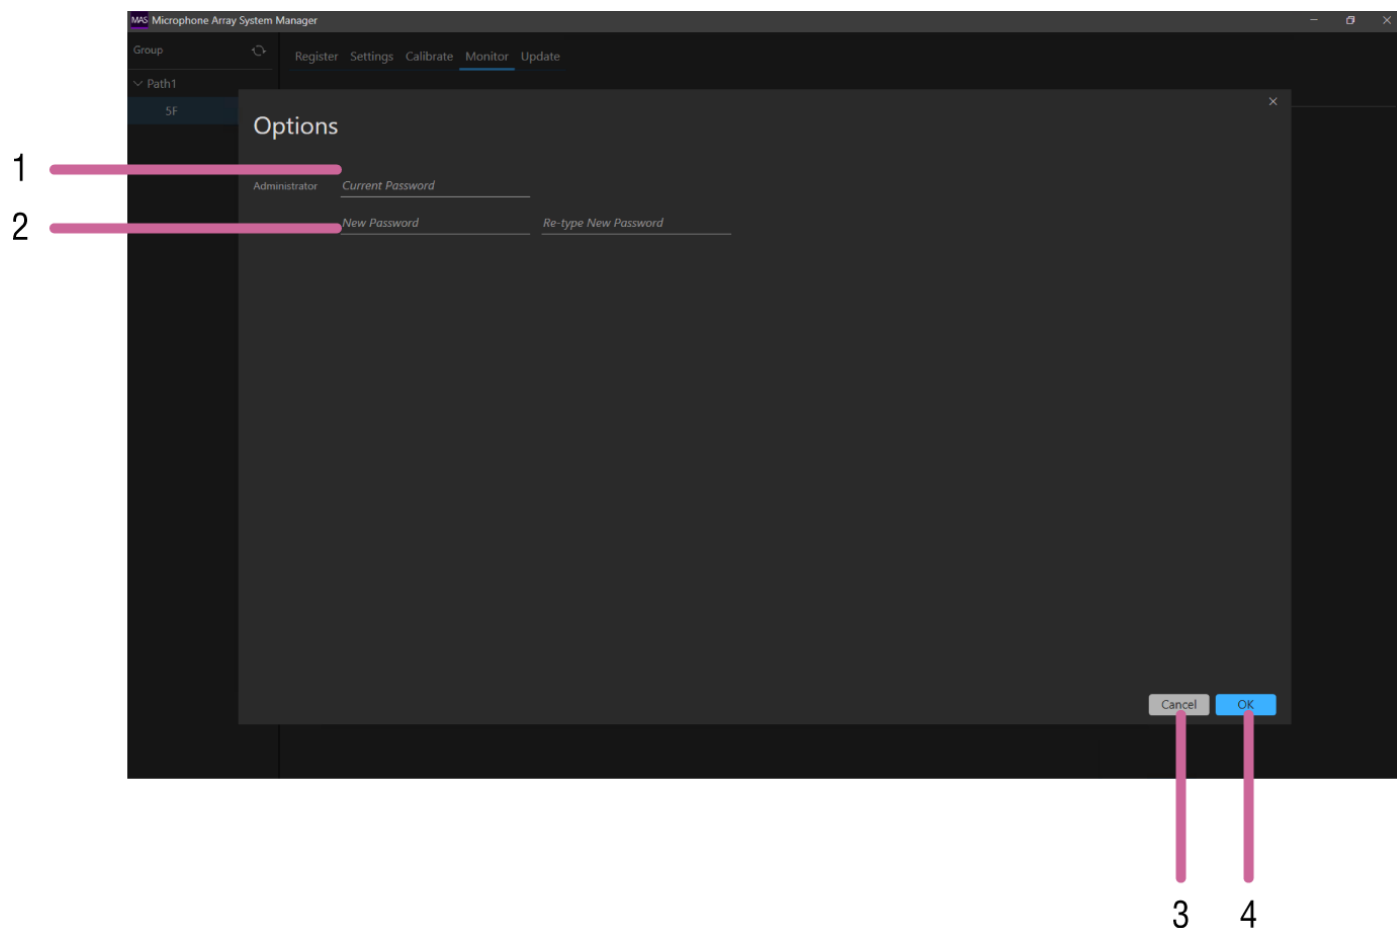 MAS Microphone Array System Manager
Group
Register Settings Calibrate Monitor Update
Path1
5F
Options
1
Administrator Current Password
2
New Password Re-type New Password
Cancel OK
3 4